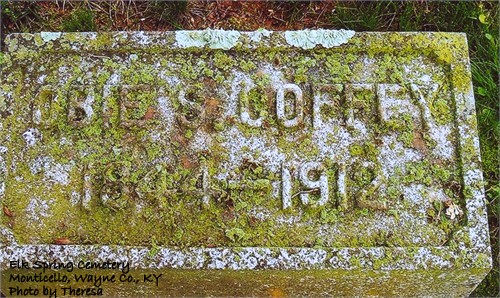 OBIE S. COFFEY
1912
Elk Spring Cemetery
Monticello, Wayne Co., KY
Photo by Theresa